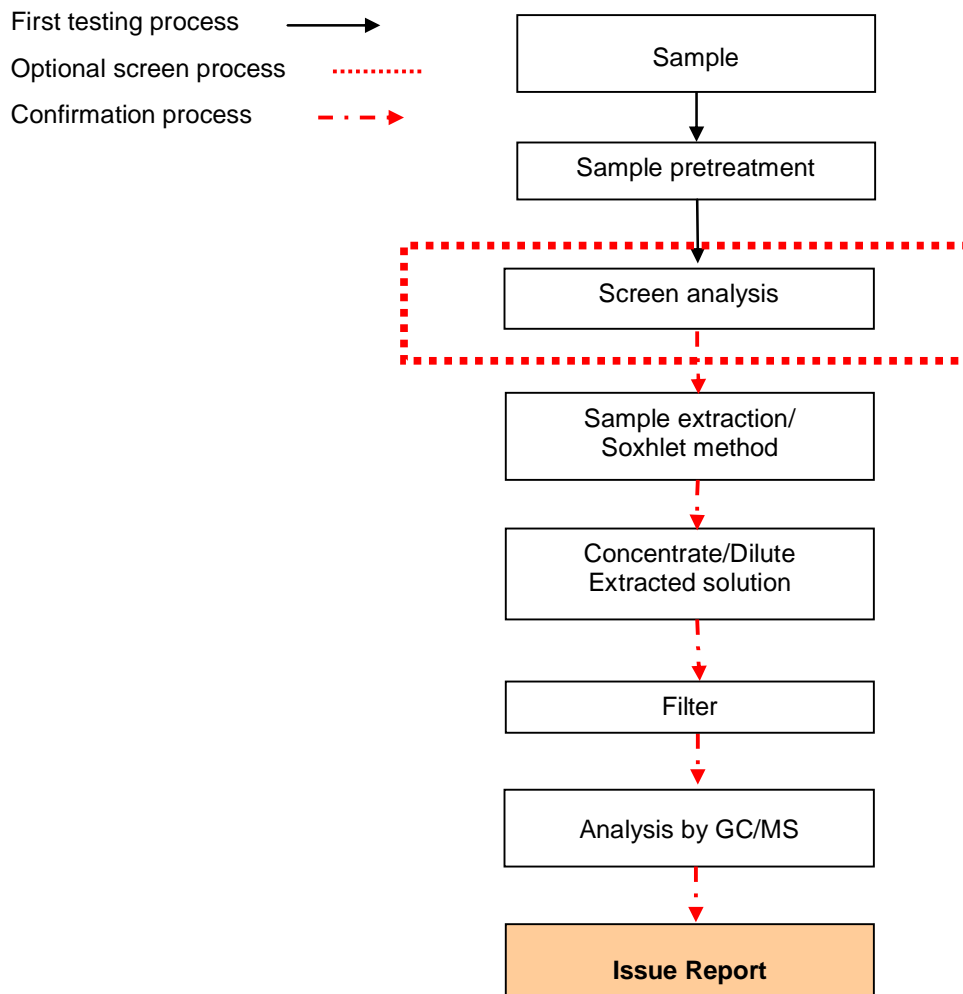 First testing process
Optional screen process
Confirmation process
Sample
Sample pretreatment
Screen analysis
Sample extraction/
Soxhlet method
Concentrate/Dilute
Extracted solution
Filter
Analysis by GC/MS
Issue Report